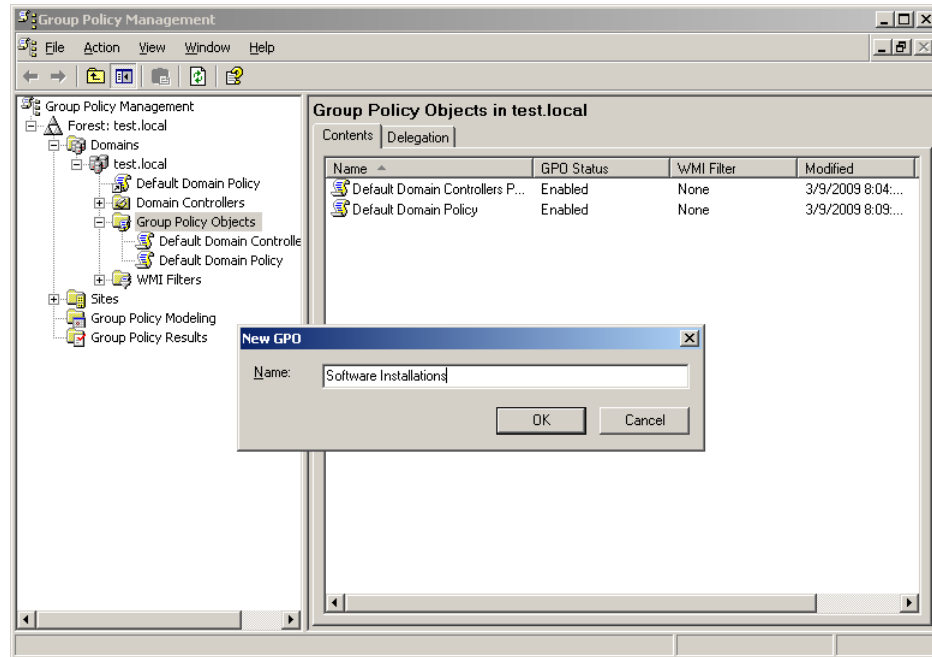 Group Policy Management
File Action View Window Help
Group Policy Management
Forest: test.local
Domains
test.local
Default Domain Policy
Domain Controllers
Group Policy Objects
Default Domain Controlle
Default Domain Policy
WMI Filters
Sites
Group Policy Modeling
Group Policy Results
Group Policy Objects in test.local
Contents Delegation
Name GPO Status WMI Filter Modified
Default Domain Controllers P... Enabled None 3/9/2009 8:04:...
Default Domain Policy Enabled None 3/9/2009 8:09:...
New GPO
Name: Software Installations
OK Cancel